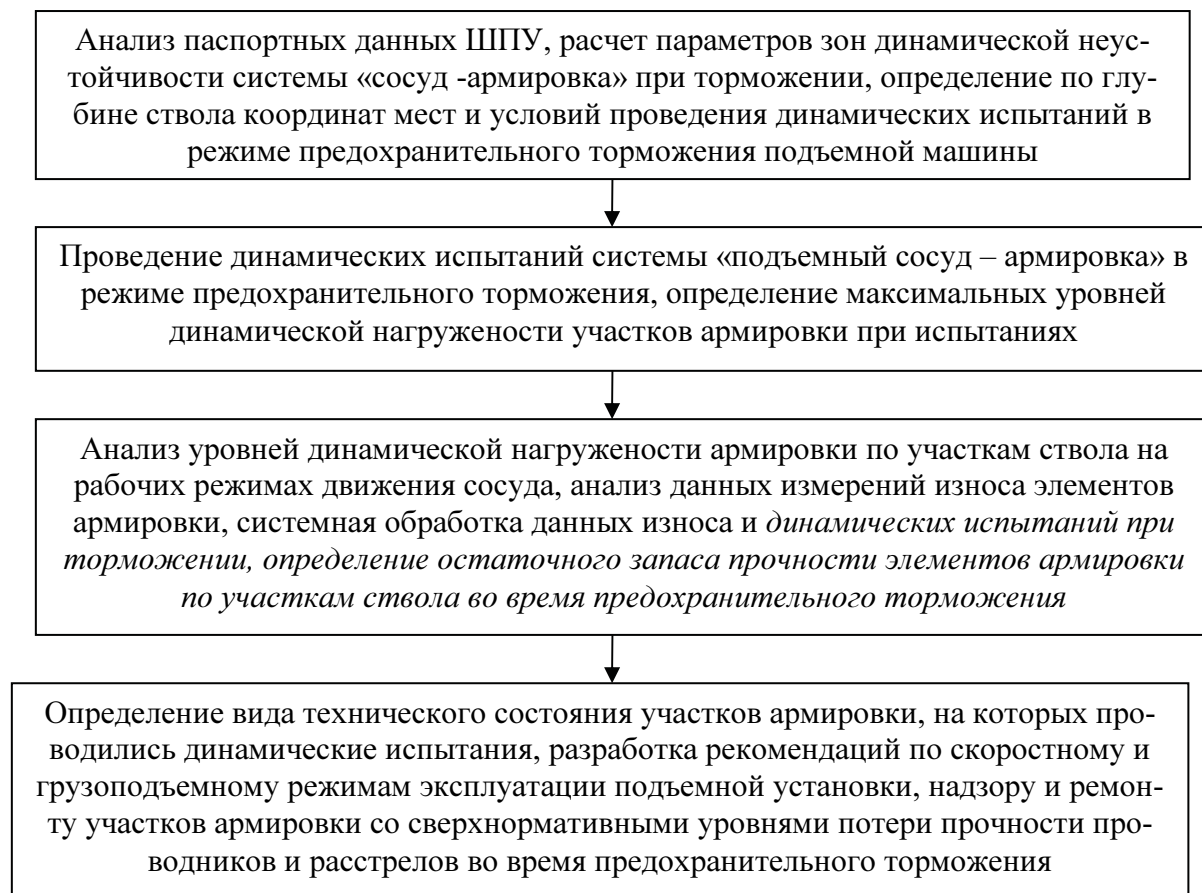 Анализ паспортных данных ШПУ, расчет параметров зон динамической неус-
тойчивости системы «сосуд -армировка» при торможении, определение по глу-
бине ствола координат мест и условий проведения динамических испытаний в
режиме предохранительного торможения подъемной машины
Проведение динамических испытаний системы «подъемный сосуд – армировка» в
режиме предохранительного торможения, определение максимальных уровней
динамической нагружености участков армировки при испытаниях
Анализ уровней динамической нагружености армировки по участкам ствола на
рабочих режимах движения сосуда, анализ данных измерений износа элементов
армировки, системная обработка данных износа и динамических испытаний при
торможении, определение остаточного запаса прочности элементов армировки
по участкам ствола во время предохранительного торможения
Определение вида технического состояния участков армировки, на которых про-
водились динамические испытания, разработка рекомендаций по скоростному и
грузоподъемному режимам эксплуатации подъемной установки, надзору и ремон-
ту участков армировки со сверхнормативными уровнями потери прочности про-
водников и расстрелов во время предохранительного торможения